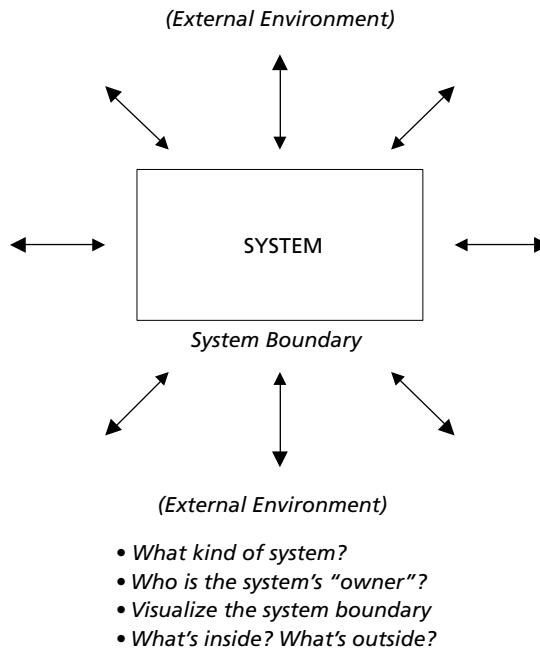 (External Environment)
SYSTEM
System Boundary
(External Environment)
• What kind of system?
• Who is the system’s “owner”?
• Visualize the system boundary
• What’s inside? What’s outside?